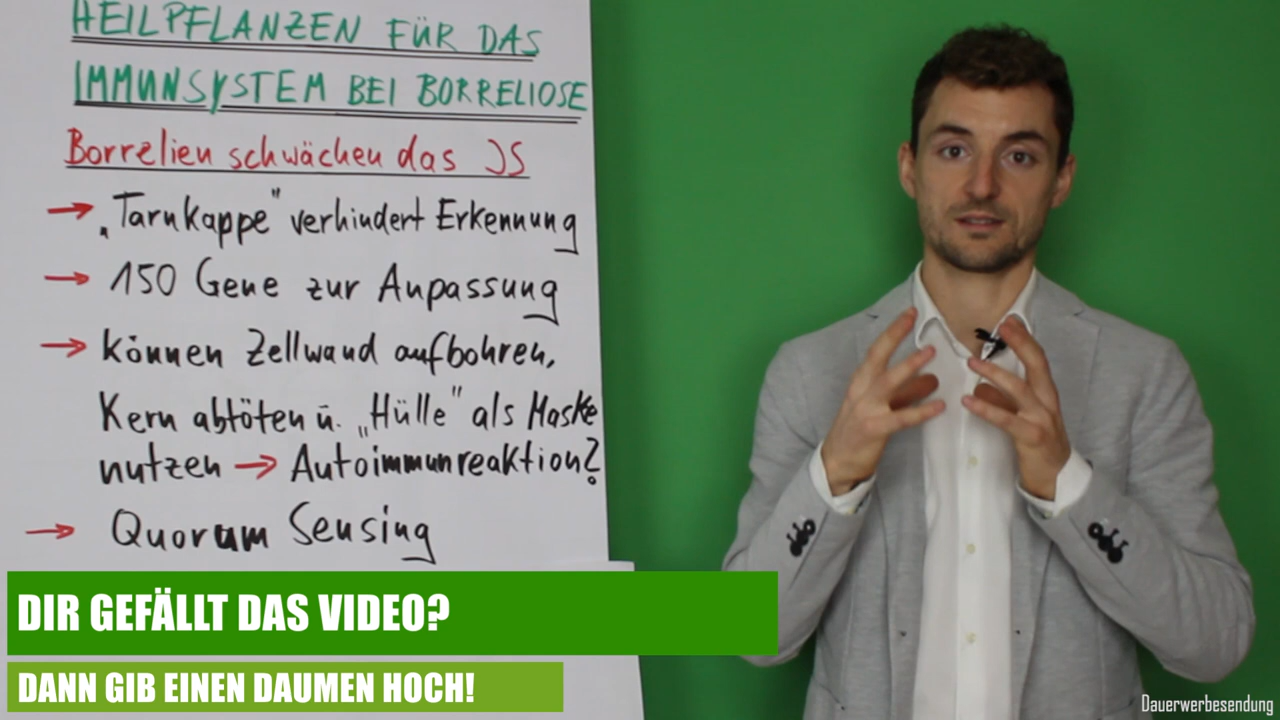 HEILPFLANZEN FÜR DAS
IMMUNSYSTEM BEI BORRELIOSE
Borrelien schwächen das IS
→ „Tarnkappe" verhindert Erkennung
→ 150 Gene zur Anpassung
→ können Zellwand aufbohren,
Kern abtöten u. „Hülle" als Maske
nutzen → Autoimmunreaktion?
→ Quorum Sensing
DIR GEFÄLLT DAS VIDEO?
DANN GIB EINEN DAUMEN HOCH!
Dauerwerbesendung